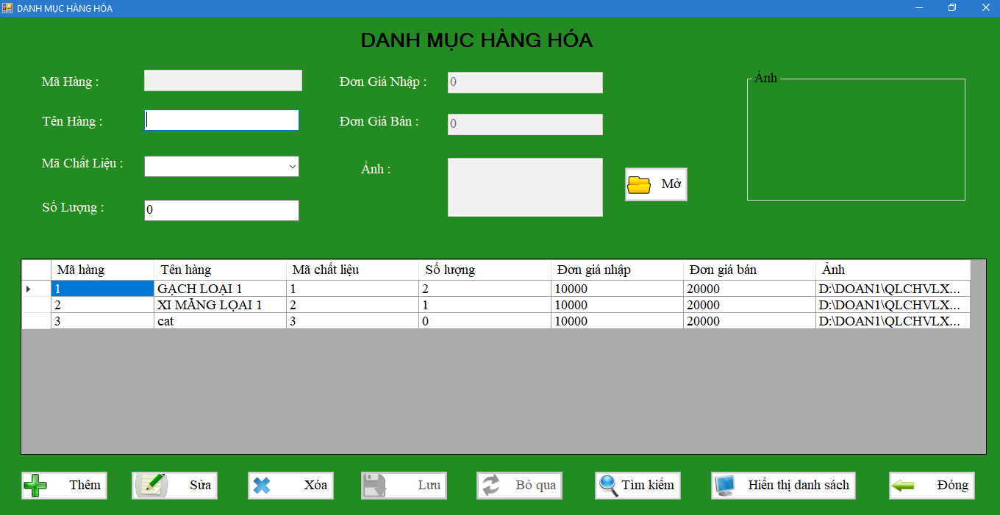 DANH MỤC HÀNG HÓA
DANH MỤC HÀNG HÓA
Mã Hàng :
Đơn Giá Nhập : 0
Ảnh
Tên Hàng :
Đơn Giá Bán : 0
Mã Chất Liệu :
Ảnh :
Mở
Số Lượng : 0
Mã hàng Tên hàng Mã chất liệu Số lượng Đơn giá nhập Đơn giá bán Ảnh
1 GẠCH LOẠI 1 1 2 10000 20000 D:\DOAN1\QLCHVLX...
2 XI MẲNG LỌAI 1 2 1 10000 20000 D:\DOAN1\QLCHVLX...
3 cat 3 0 10000 20000 D:\DOAN1\QLCHVLX...
Thêm Sửa Xóa Lưu Bỏ qua Tìm kiếm Hiển thị danh sách Đóng